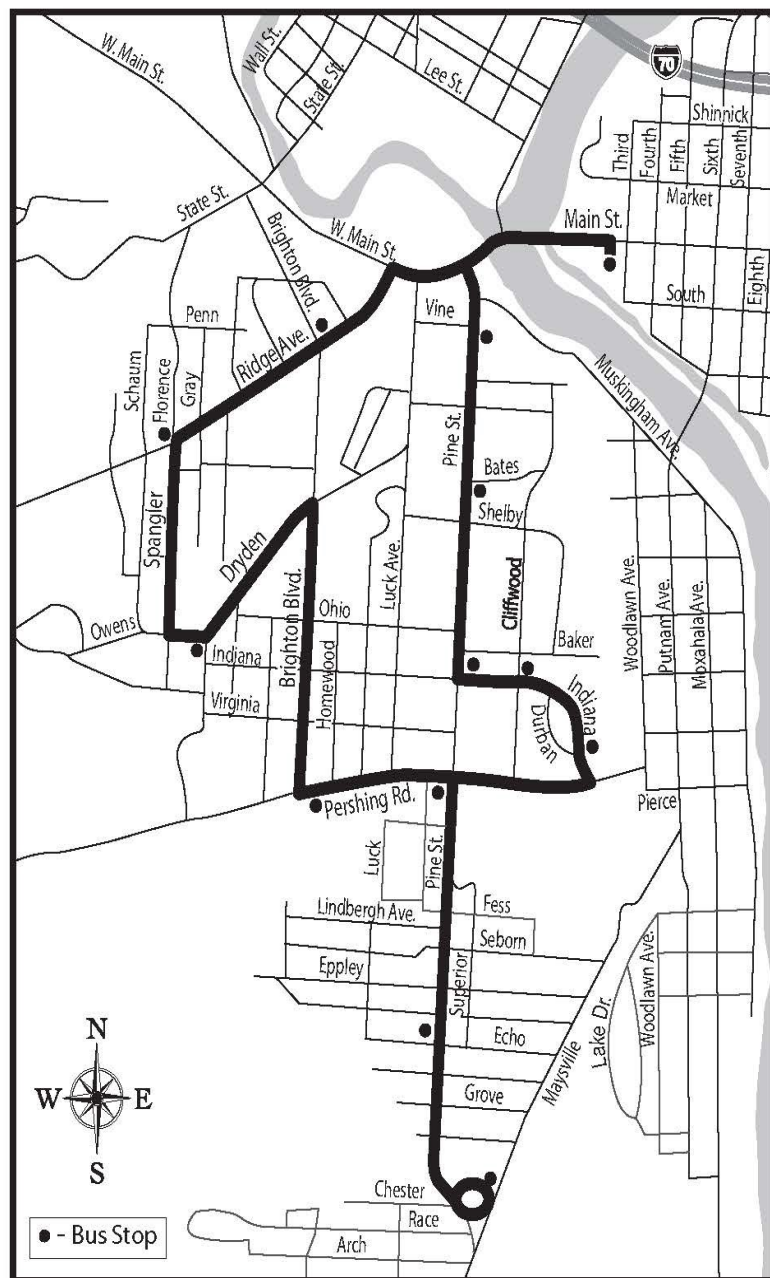 W. Main St.
Wall St.
State St.
Lee St.
70
Shinnick
Third
Fourth
Fifth
Sixth
Seventh
Market
State St.
Brighton Blvd.
W. Main St.
Main St.
South
Eighth
Penn
Vine
Ridge Ave.
Schaum
Florence
Gray
Muskingham Ave.
Pine St.
Bates
Shelby
Spangler
Dryden
Luck Ave.
Cliffwood
Woodlawn Ave.
Putnam Ave.
Moxahala Ave.
Owens
Brighton Blvd.
Ohio
Baker
Indiana
Homewood
Indiana
Virginia
Durban
Pershing Rd.
Pierce
Luck
Pine St.
Lindbergh Ave.
Fess
Seborn
Eppley
Superior
Woodlawn Ave.
Lake Dr.
Echo
Maysville
Grove
N
W
E
S
Chester
Race
Arch
- Bus Stop